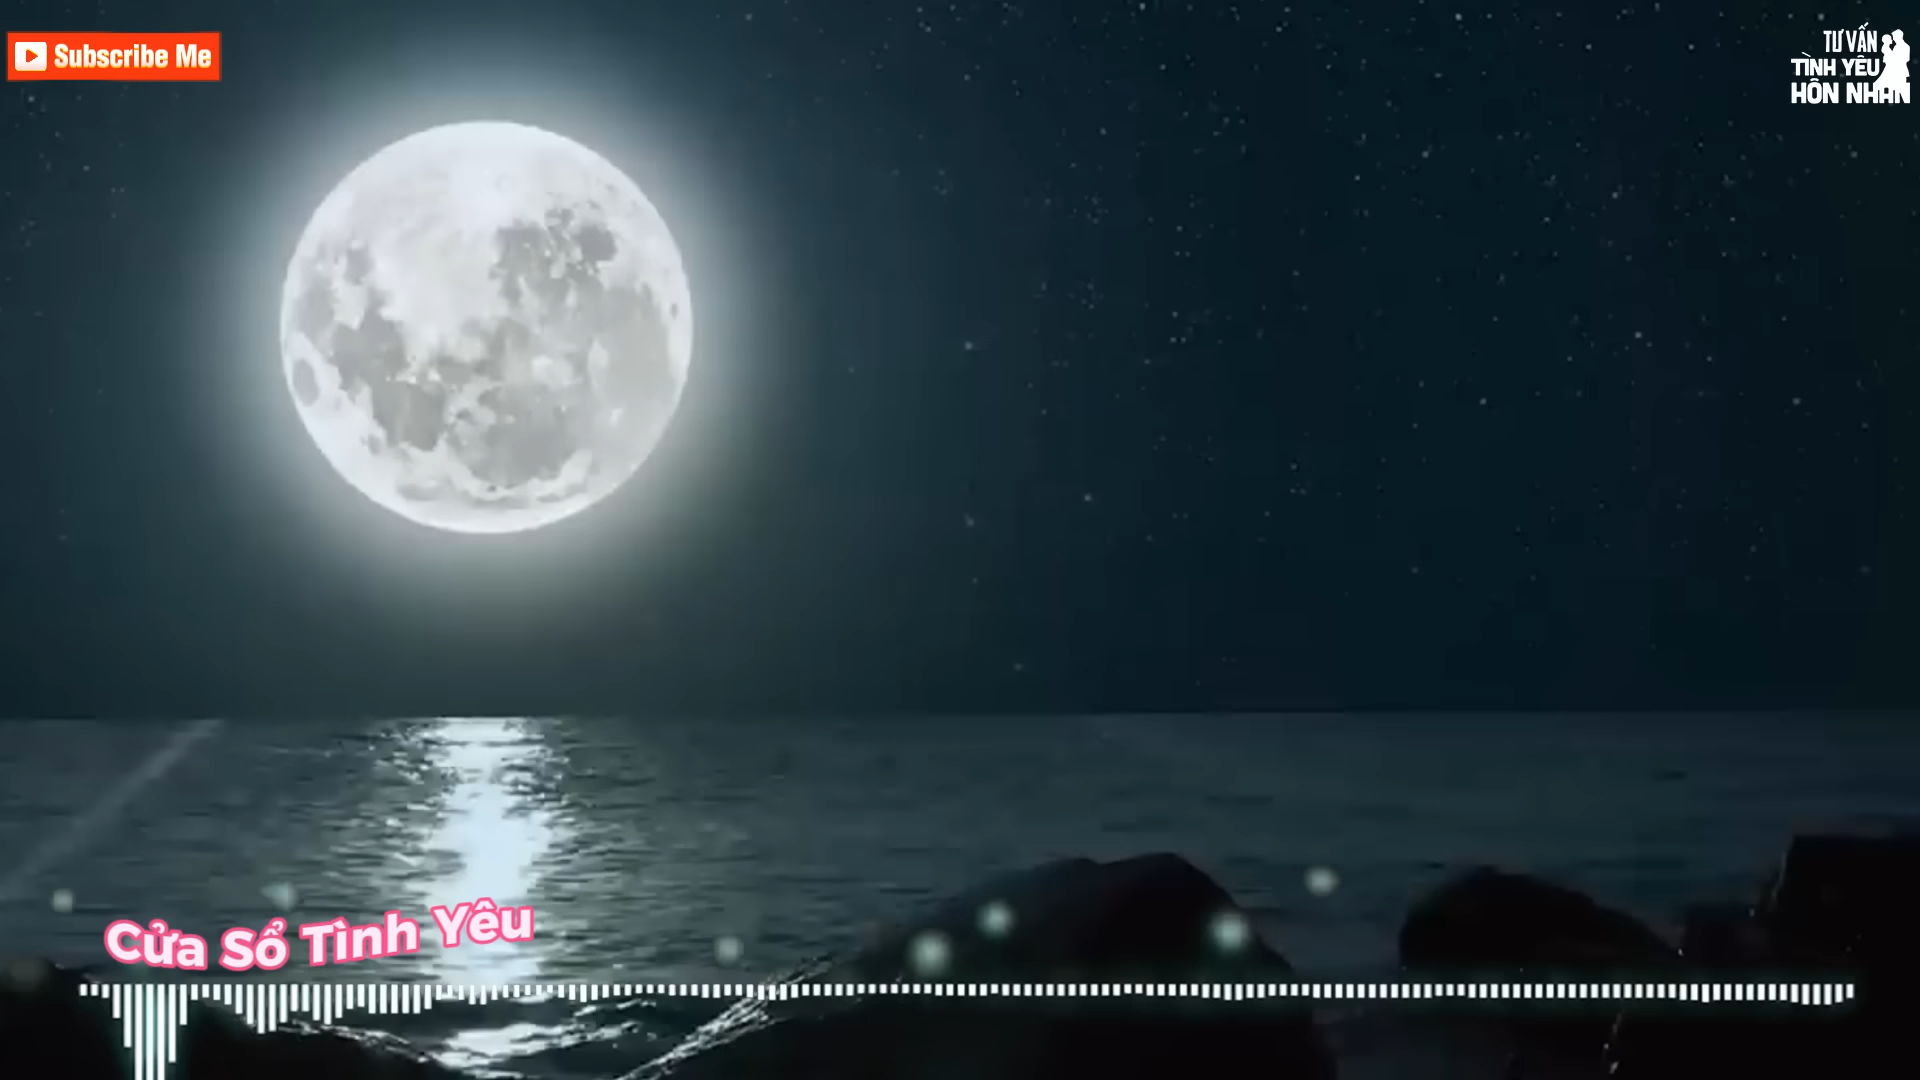 Subscribe Me
TƯ VẤN
TÌNH YÊU
HÔN NHÂN
Cửa Sổ Tình Yêu